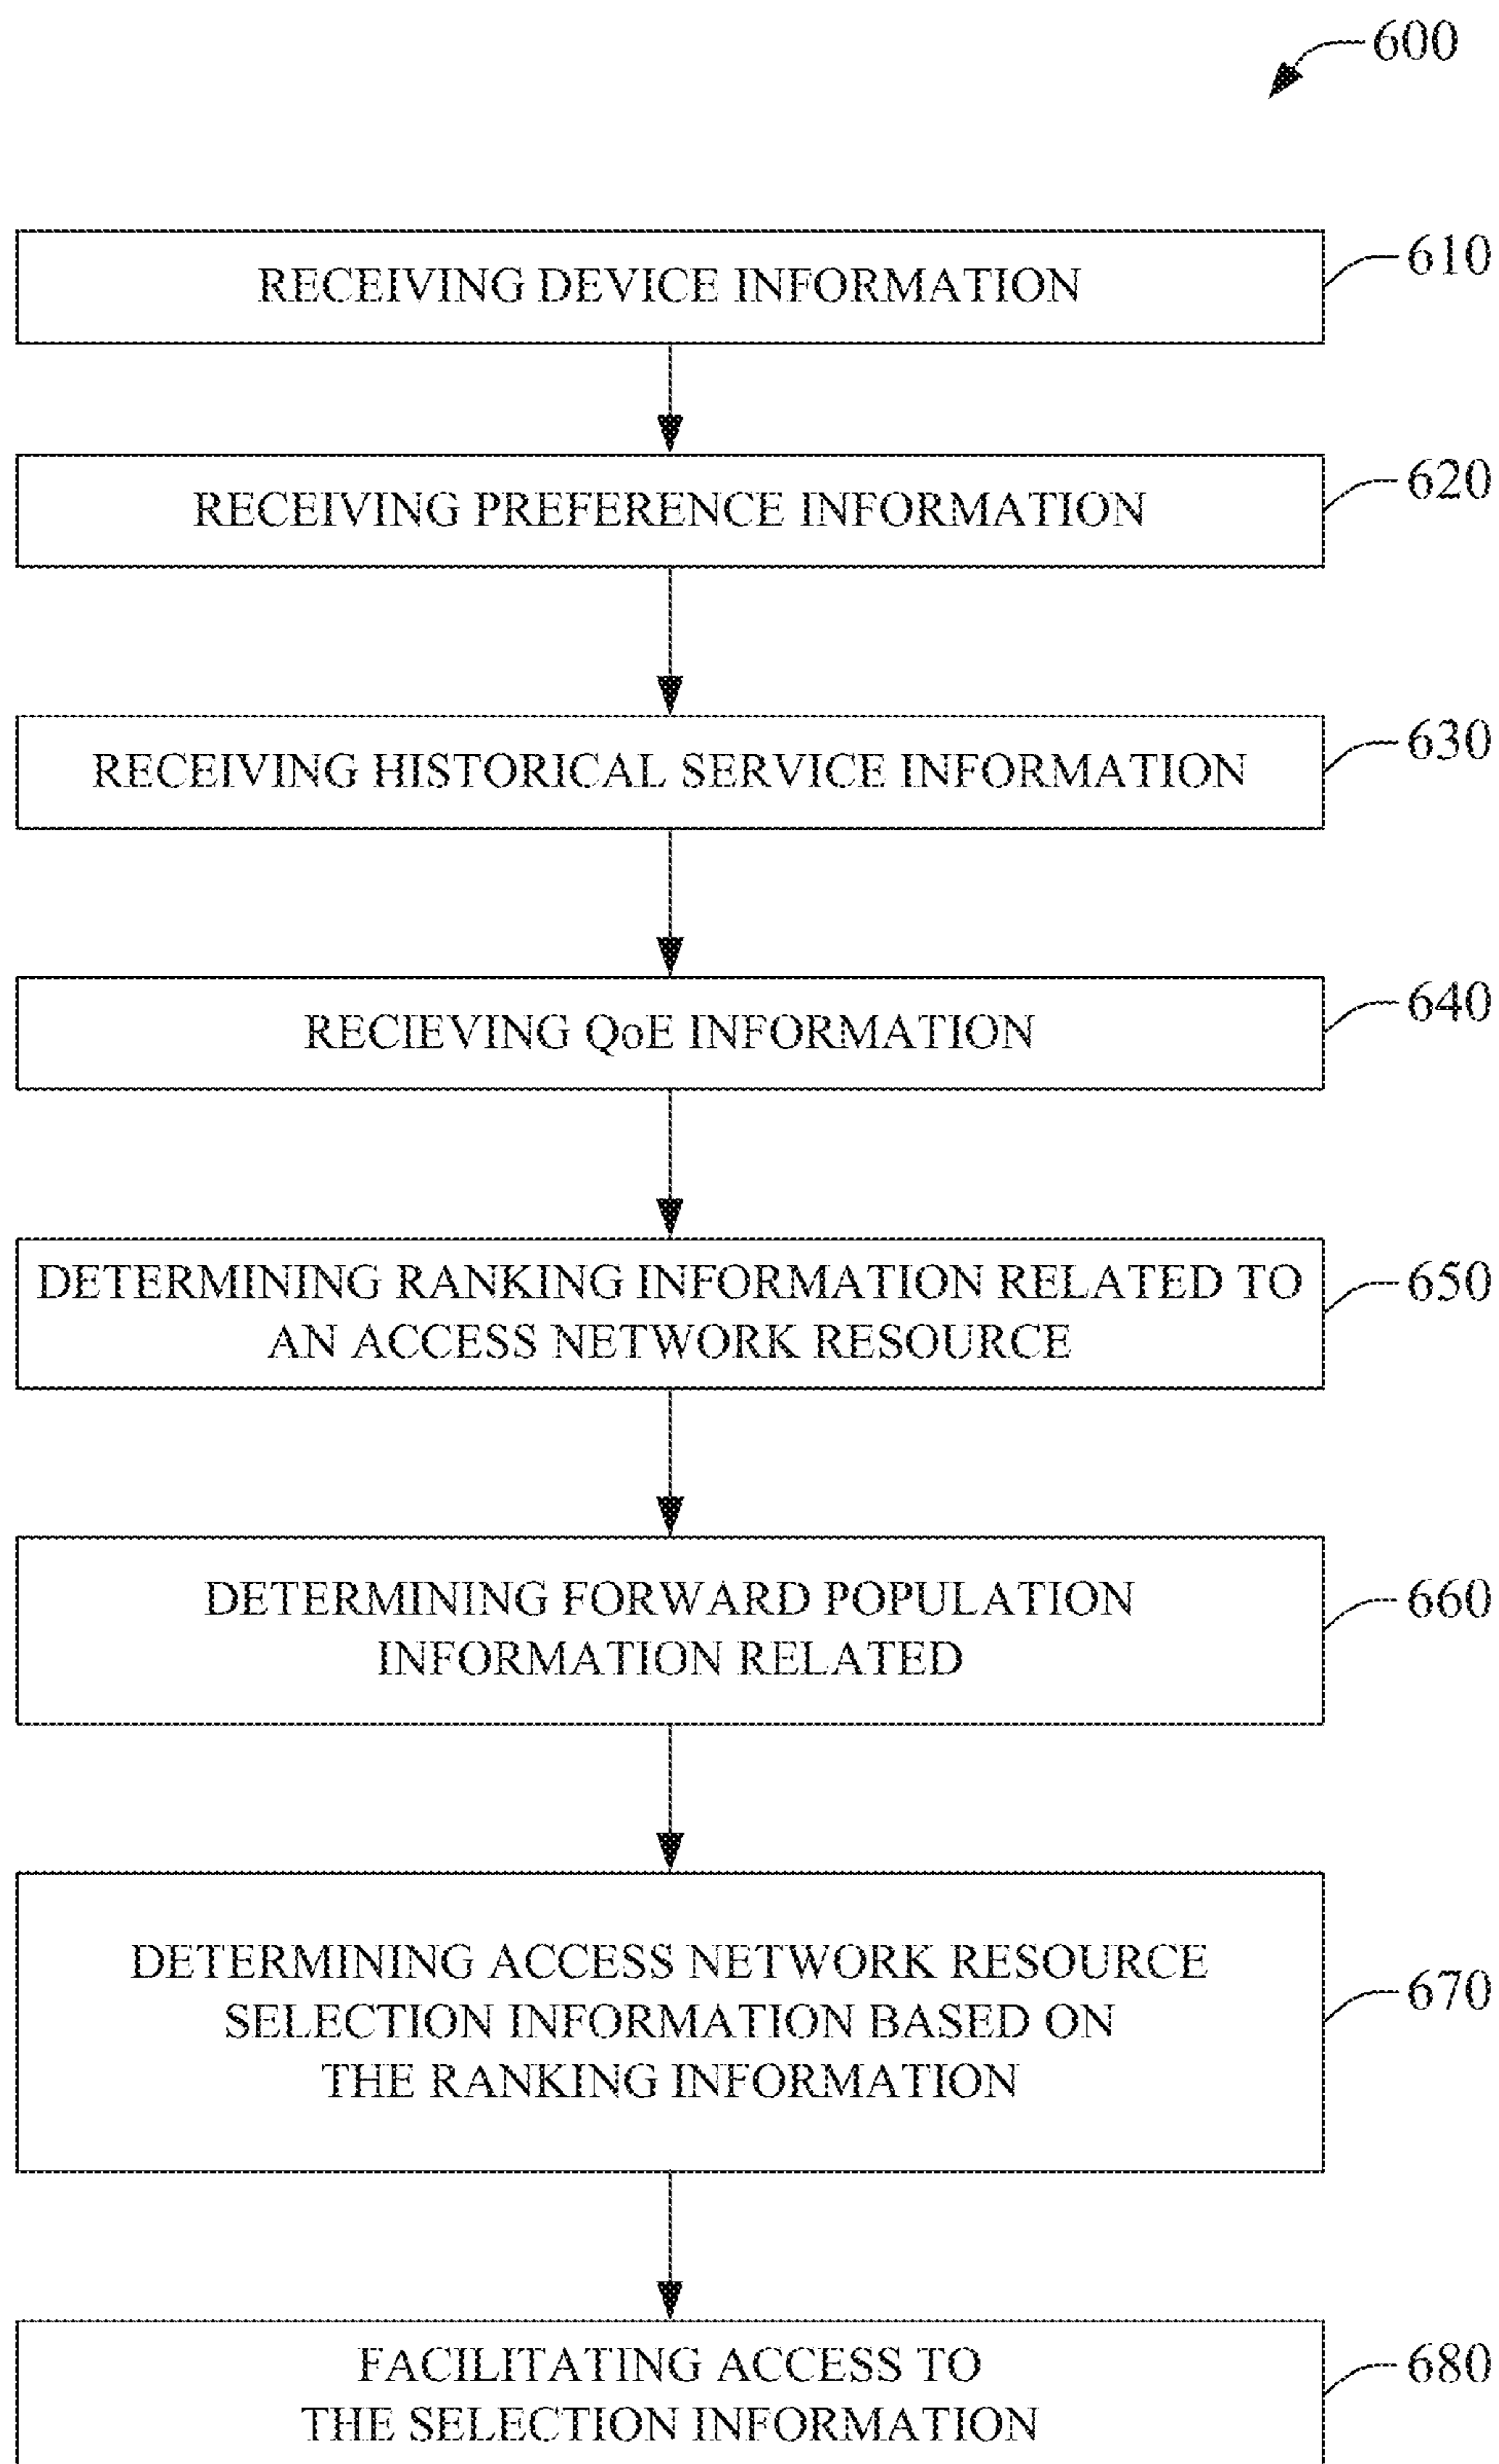 600
RECEIVING DEVICE INFORMATION
610
RECEIVING PREFERENCE INFORMATION
620
RECEIVING HISTORICAL SERVICE INFORMATION
630
RECIEVING QoE INFORMATION
640
DETERMINING RANKING INFORMATION RELATED TO
AN ACCESS NETWORK RESOURCE
650
DETERMINING FORWARD POPULATION
INFORMATION RELATED
660
DETERMINING ACCESS NETWORK RESOURCE
SELECTION INFORMATION BASED ON
THE RANKING INFORMATION
670
FACILITATING ACCESS TO
THE SELECTION INFORMATION
680